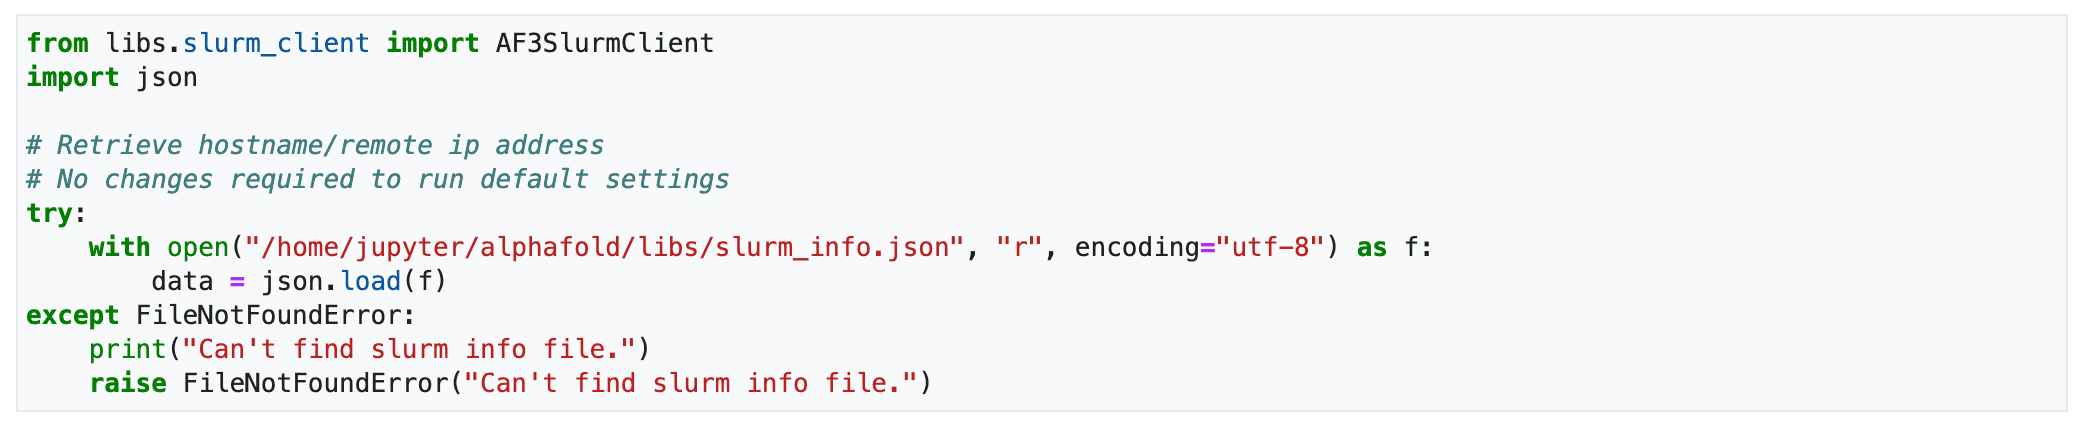 from libs.slurm_client import AF3SlurmClient
import json

# Retrieve hostname/remote ip address
# No changes required to run default settings
try:
    with open("/home/jupyter/alphafold/libs/slurm_info.json", "r", encoding="utf-8") as f:
        data = json.load(f)
except FileNotFoundError:
    print("Can't find slurm info file.")
    raise FileNotFoundError("Can't find slurm info file.")